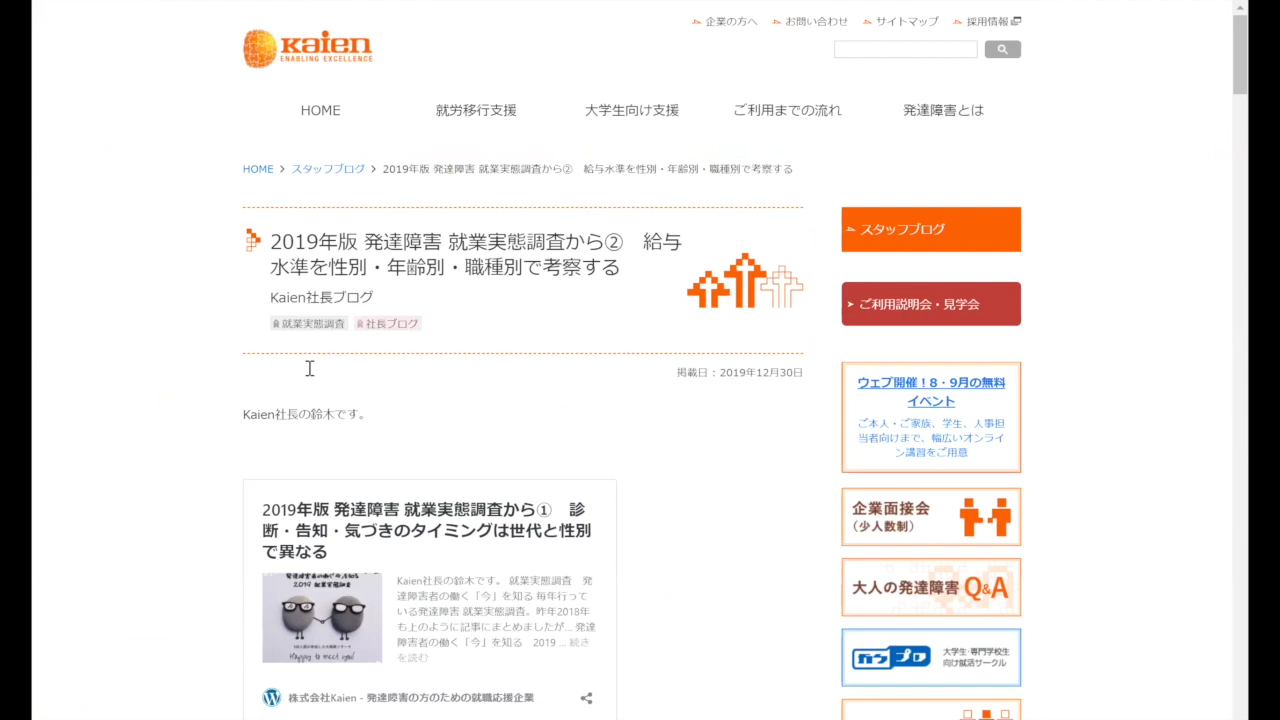 企業の方へ
お問い合わせ
サイトマップ
採用情報
Kaien
ENABLING EXCELLENCE
HOME
就労移行支援
大学生向け支援
ご利用までの流れ
発達障害とは
HOME > スタッフブログ > 2019年版 発達障害 就業実態調査から② 給与水準を性別・年齢別・職種別で考察する
2019年版 発達障害 就業実態調査から② 給与
水準を性別・年齢別・職種別で考察する
Kaien社長ブログ
就業実態調査
社長ブログ
掲載日：2019年12月30日
Kaien社長の鈴木です。
2019年版 発達障害 就業実態調査から① 診
断・告知・気づきのタイミングは世代と性別
で異なる
2019 就業実態調査
Happy to meet you!
Kaien社長の鈴木です。 就業実態調査 発
達障害者の働く「今」を知る 毎年行って
いる発達障害 就業実態調査。昨年2018年
も上のように記事にまとめましたが... 発達
障害者の働く「今」を知る 2019 ... 続き
を読む
株式会社Kaien - 発達障害の方のための就職応援企業
スタッフブログ
ご利用説明会・見学会
ウェブ開催！8・9月の無料
イベント
ご本人・ご家族、学生、人事担
当者向けまで、幅広いオンライ
ン講習をご用意
企業面接会
（少人数制）
大人の発達障害 Q&A
ガクプロ
大学生・専門学校生
向け就活サークル